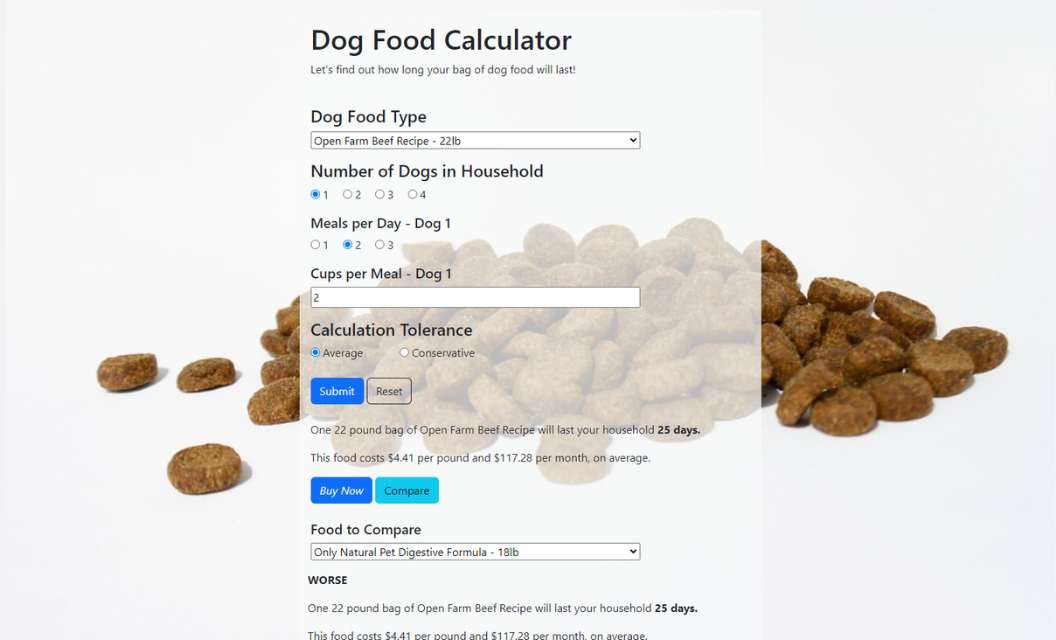 Dog Food Calculator
Let's find out how long your bag of dog food will last!
Dog Food Type
Open Farm Beef Recipe - 22lb
Number of Dogs in Household
1 2 3 4
Meals per Day - Dog 1
1 2 3
Cups per Meal - Dog 1
2
Calculation Tolerance
Average Conservative
Submit Reset
One 22 pound bag of Open Farm Beef Recipe will last your household 25 days.
This food costs $4.41 per pound and $117.28 per month, on average.
Buy Now Compare
Food to Compare
Only Natural Pet Digestive Formula - 18lb
WORSE
One 22 pound bag of Open Farm Beef Recipe will last your household 25 days.
This food costs $4.41 per pound and $117.28 per month, on average.